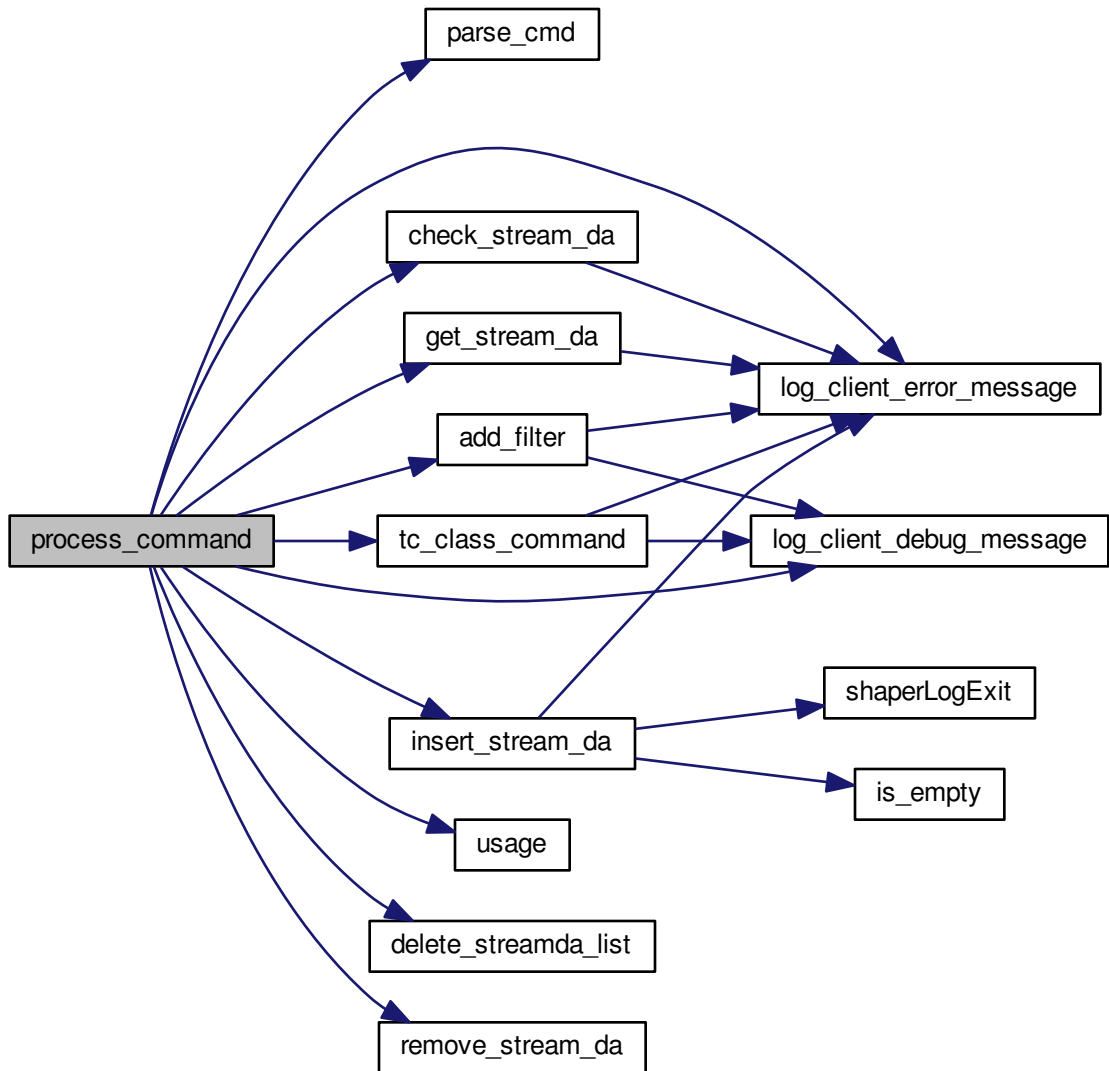 parse_cmd
check_stream_da
get_stream_da
log_client_error_message
add_filter
process_command
tc_class_command
log_client_debug_message
shaperLogExit
insert_stream_da
is_empty
usage
delete_streamda_list
remove_stream_da